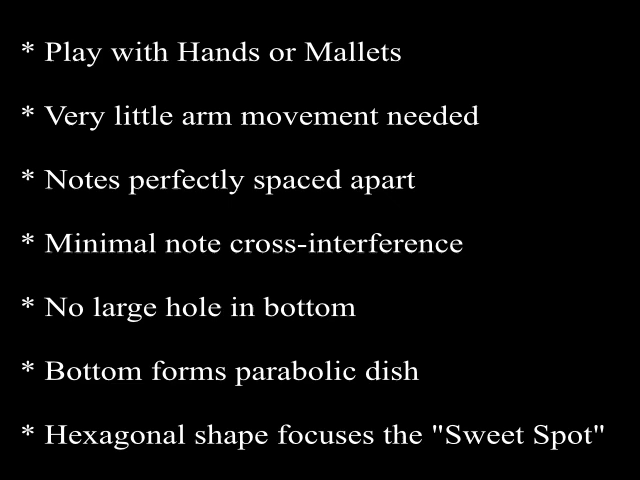 * Play with Hands or Mallets
* Very little arm movement needed
* Notes perfectly spaced apart
* Minimal note cross-interference
* No large hole in bottom
* Bottom forms parabolic dish
* Hexagonal shape focuses the "Sweet Spot"